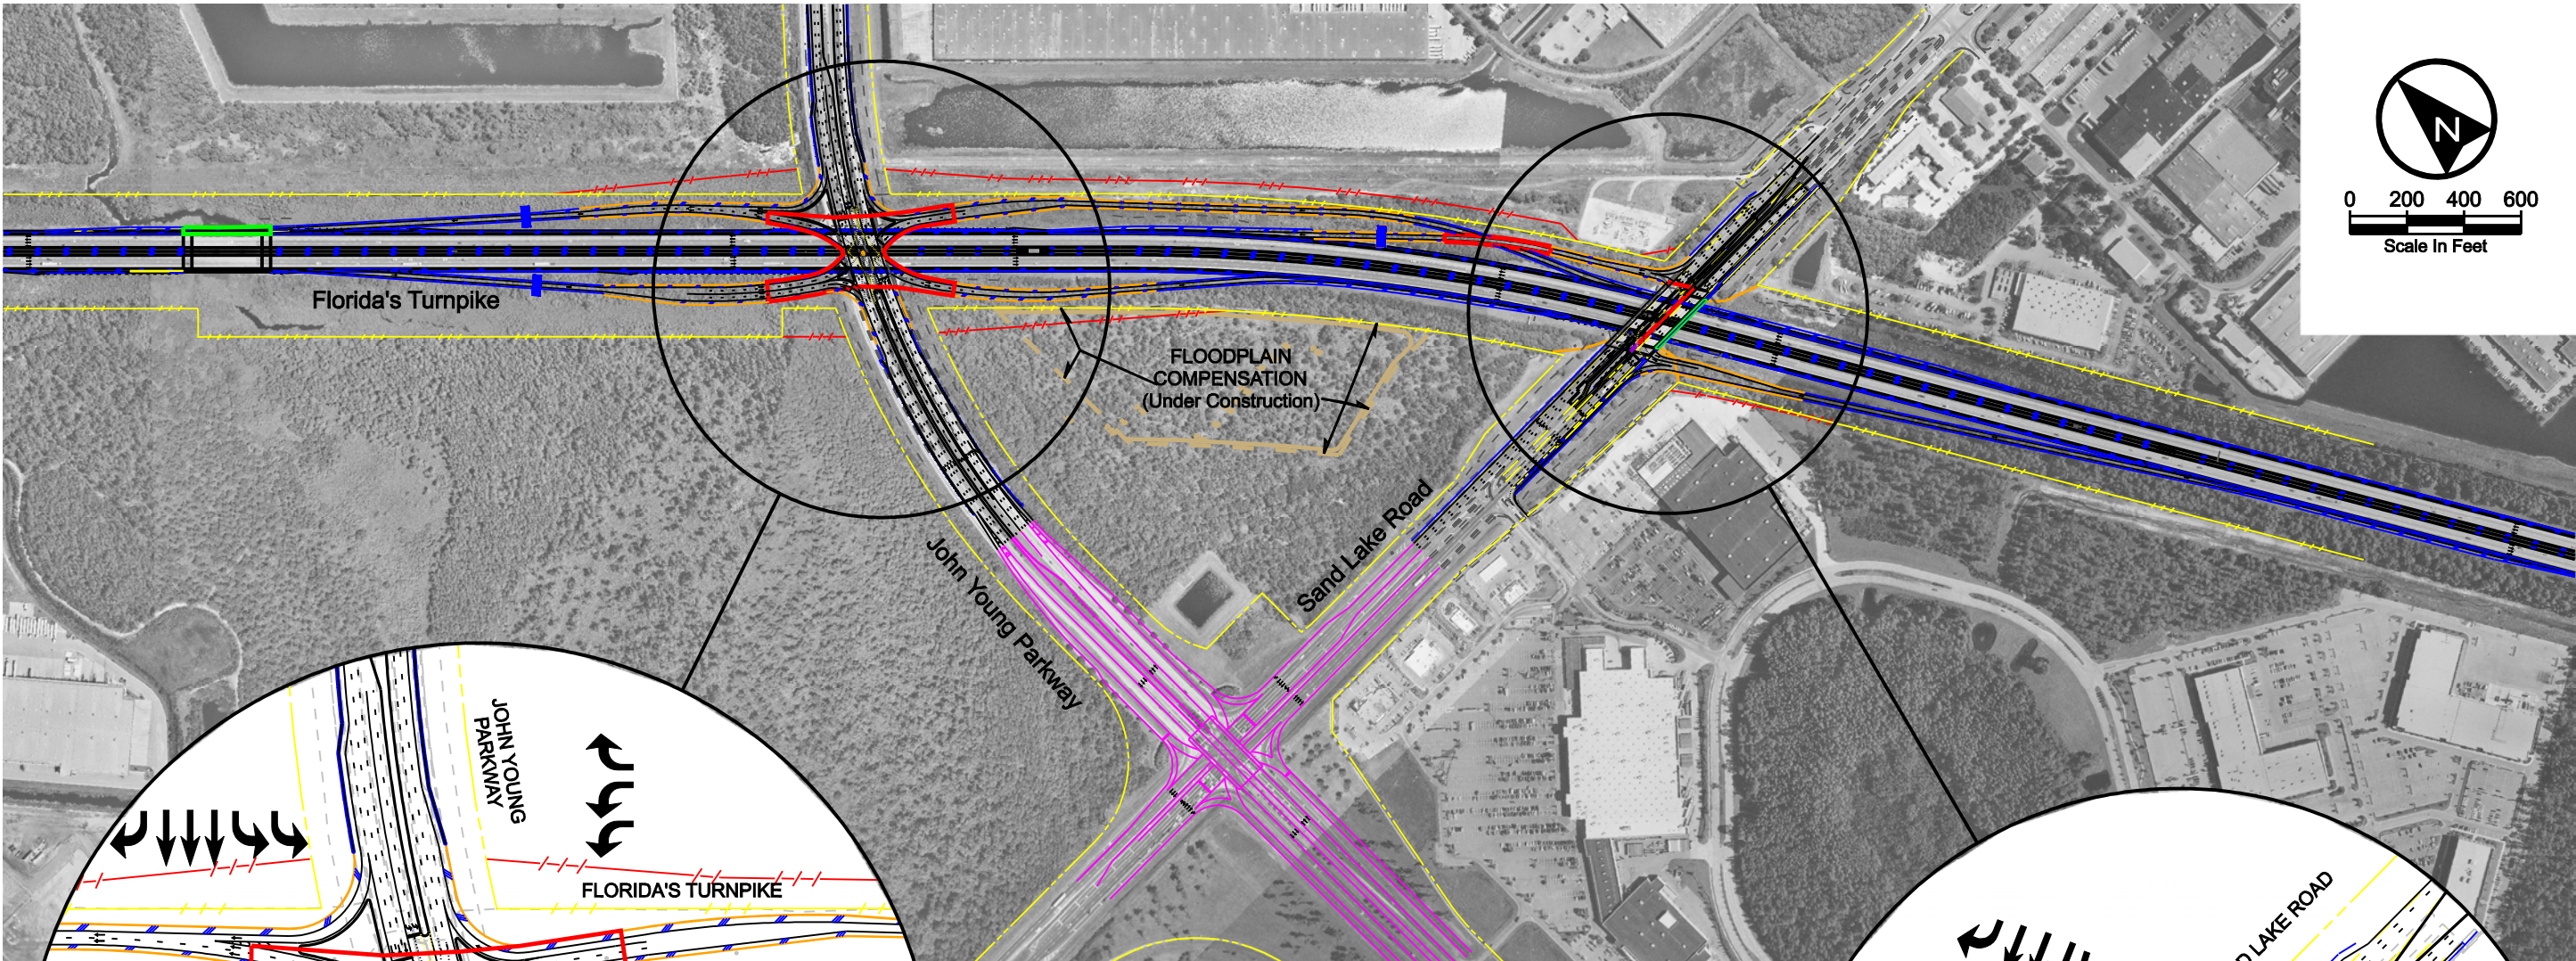 N
0 200 400 600
Scale In Feet
Florida's Turnpike
FLOODPLAIN
COMPENSATION
(Under Construction)
Sand Lake Road
John Young Parkway
JOHN YOUNG
PARKWAY
FLORIDA'S TURNPIKE
LAKE ROAD